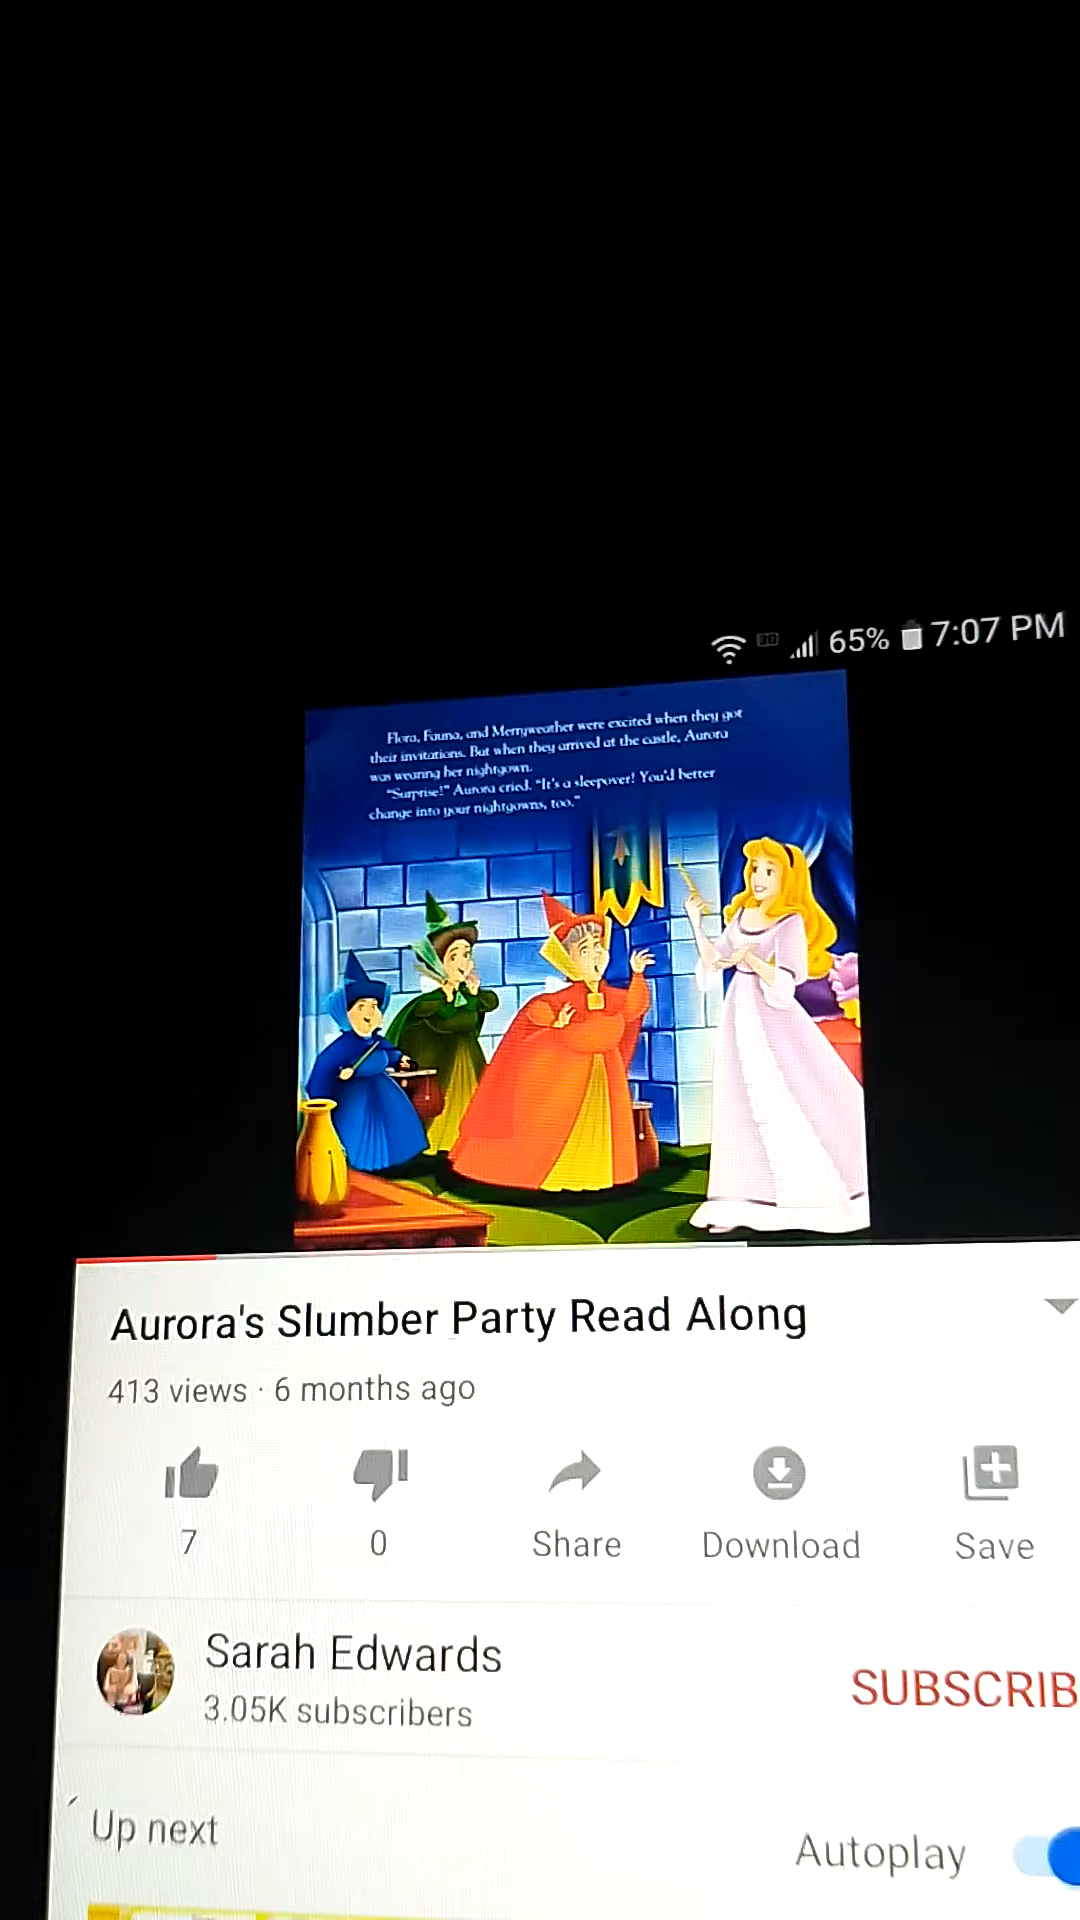 65% 7:07 PM
Flora, Fauna, and Merryweather were excited when they got
their invitations. But when they arrived at the castle, Aurora
was wearing her nightgown.
"Surprise!" Aurora cried. "It's a sleepover! You'd better
change into your nightgowns, too."
Aurora's Slumber Party Read Along
413 views · 6 months ago
7
0
Share
Download
Save
Sarah Edwards
3.05K subscribers
SUBSCRIB
Up next
Autoplay